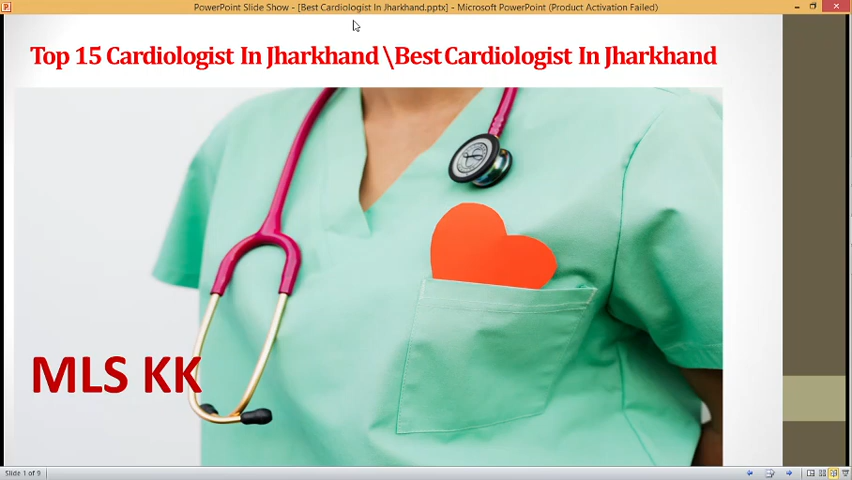 PowerPoint Slide Show - [Best Cardiologist In Jharkhand.pptx] - Microsoft PowerPoint (Product Activation Failed)
Top 15 Cardiologist In Jharkhand \Best Cardiologist In Jharkhand
MLS KK
Slide 1 of 9